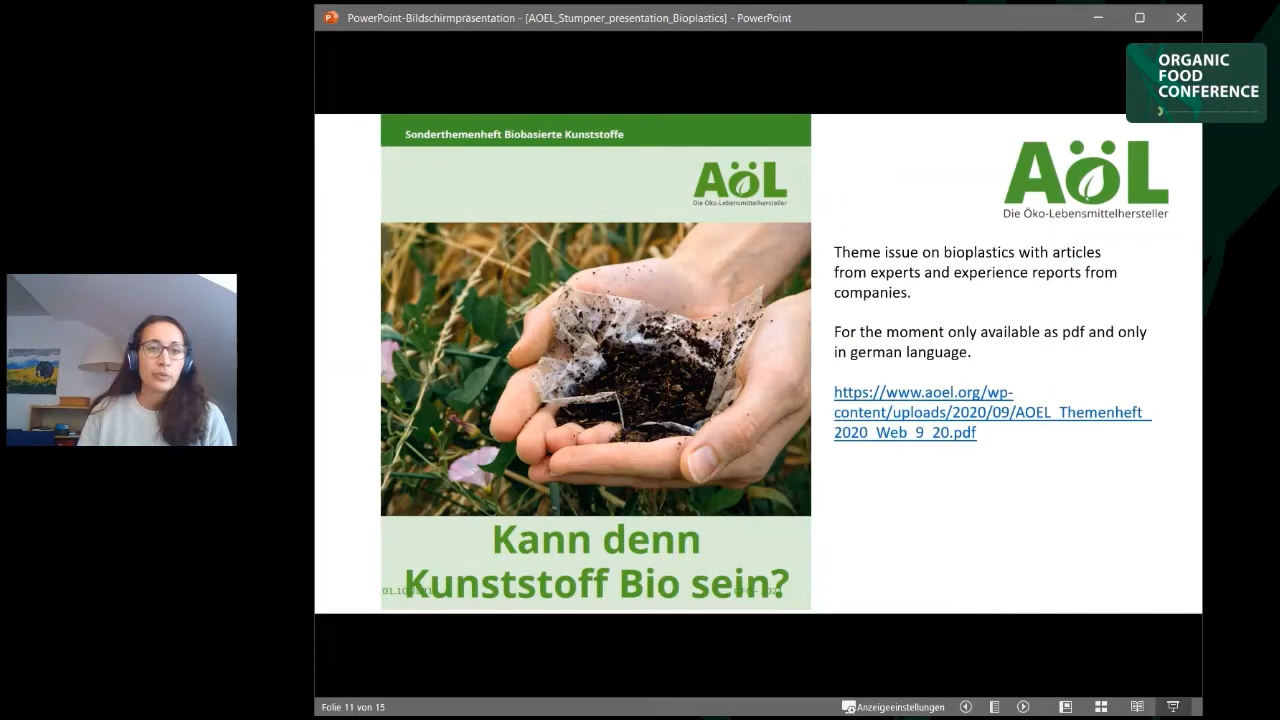 PowerPoint-Bildschirmpräsentation - [AOEL_Stumpner_presentation_Bioplastics] - PowerPoint
ORGANIC
FOOD
CONFERENCE
Sonderthemenheft Biobasierte Kunststoffe
AöL
Die Öko-Lebensmittelhersteller
AöL
Die Öko-Lebensmittelhersteller
Theme issue on bioplastics with articles
from experts and experience reports from
companies.
For the moment only available as pdf and only
in german language.
https://www.aoel.org/wp-
content/uploads/2020/09/AOEL_Themenheft_
2020_Web_9_20.pdf
Kann denn
Kunststoff Bio sein?
Folie 11 von 15
Anzeigeeinstellungen